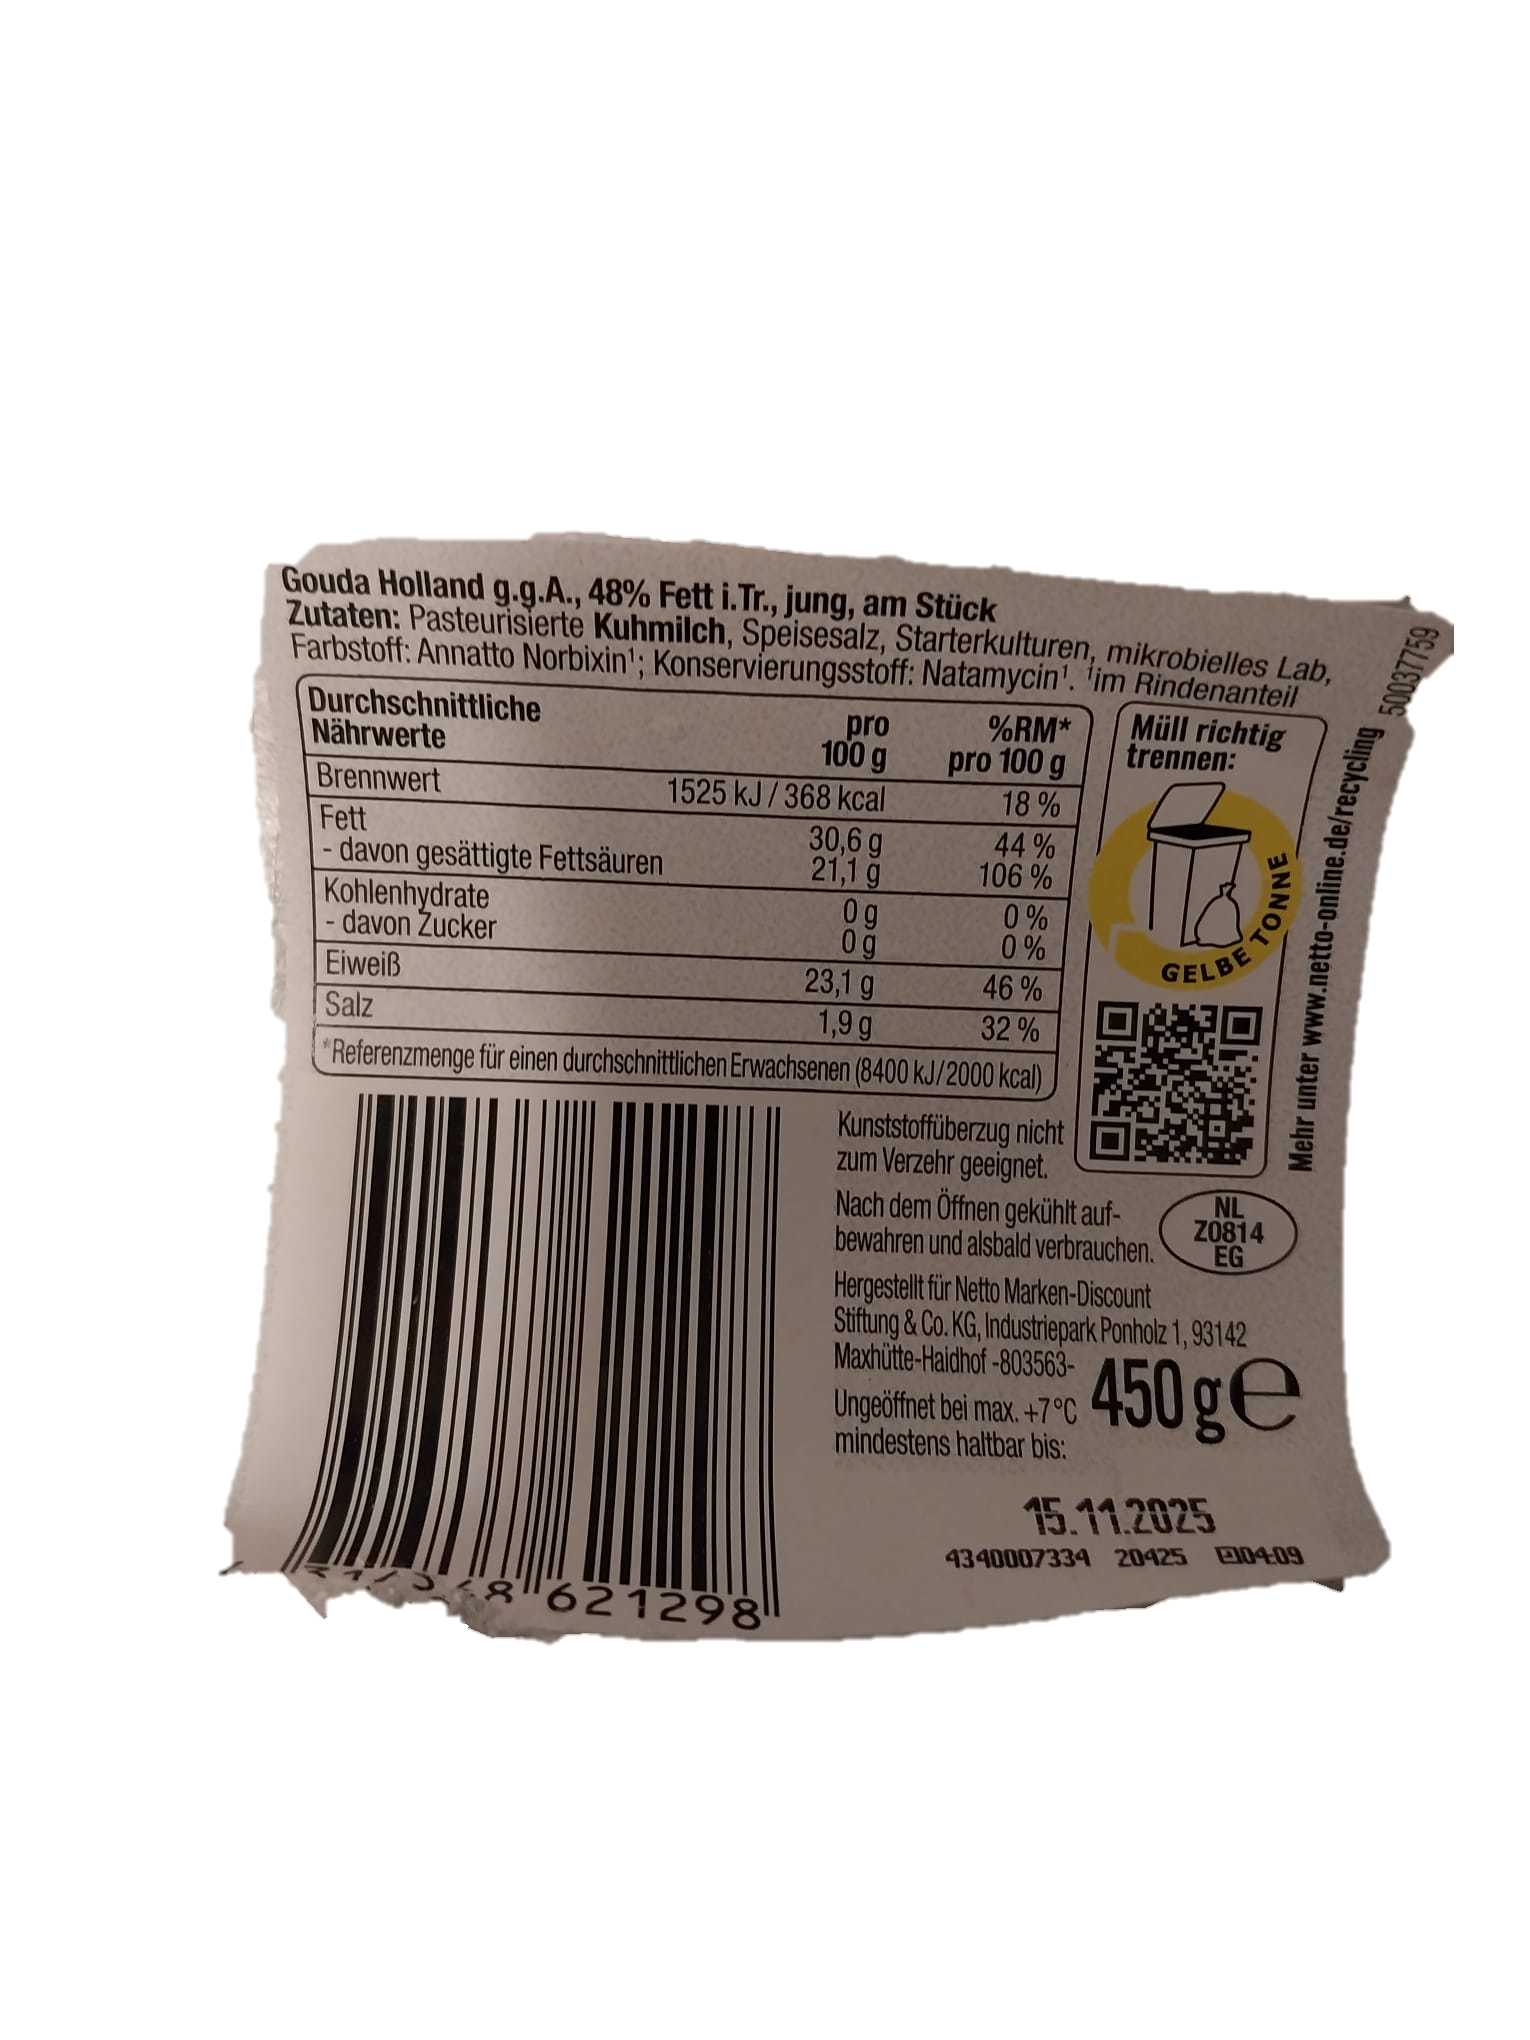 Gouda Holland g.g.A., 48% Fett i.Tr., jung, am Stück
Zutaten: Pasteurisierte Kuhmilch, Speisesalz, Starterkulturen, mikrobielles Lab,
Farbstoff: Annatto Norbixin¹; Konservierungsstoff: Natamycin¹. ¹im Rindenanteil
Durchschnittliche
Nährwerte
pro
100 g
%RM*
pro 100 g
Brennwert 1525 kJ / 368 kcal 18 %
Fett 30,6 g 44 %
- davon gesättigte Fettsäuren 21,1 g 106 %
Kohlenhydrate 0 g 0 %
- davon Zucker 0 g 0 %
Eiweiß 23,1 g 46 %
Salz 1,9 g 32 %
*Referenzmenge für einen durchschnittlichen Erwachsenen (8400 kJ/2000 kcal)
Müll richtig
trennen:
GELBE TONNE
Mehr unter www.netto-online.de/recycling
50037759
Kunststoffüberzug nicht
zum Verzehr geeignet.
Nach dem Öffnen gekühlt auf-
bewahren und alsbald verbrauchen.
NL
Z0814
EG
Hergestellt für Netto Marken-Discount
Stiftung & Co. KG, Industriepark Ponholz 1, 93142
Maxhütte-Haidhof -803563-
450 g e
Ungeöffnet bei max. +7°C
mindestens haltbar bis:
15.11.2025
4340007334 20425 04:09
8 621298